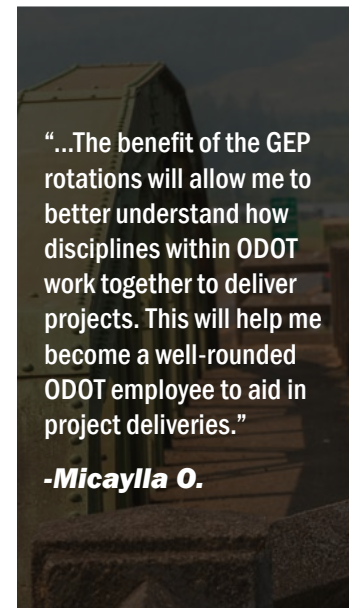 “...The benefit of the GEP
rotations will allow me to
better understand how
disciplines within ODOT
work together to deliver
projects. This will help me
become a well-rounded
ODOT employee to aid in
project deliveries.”
-Micaylla O.